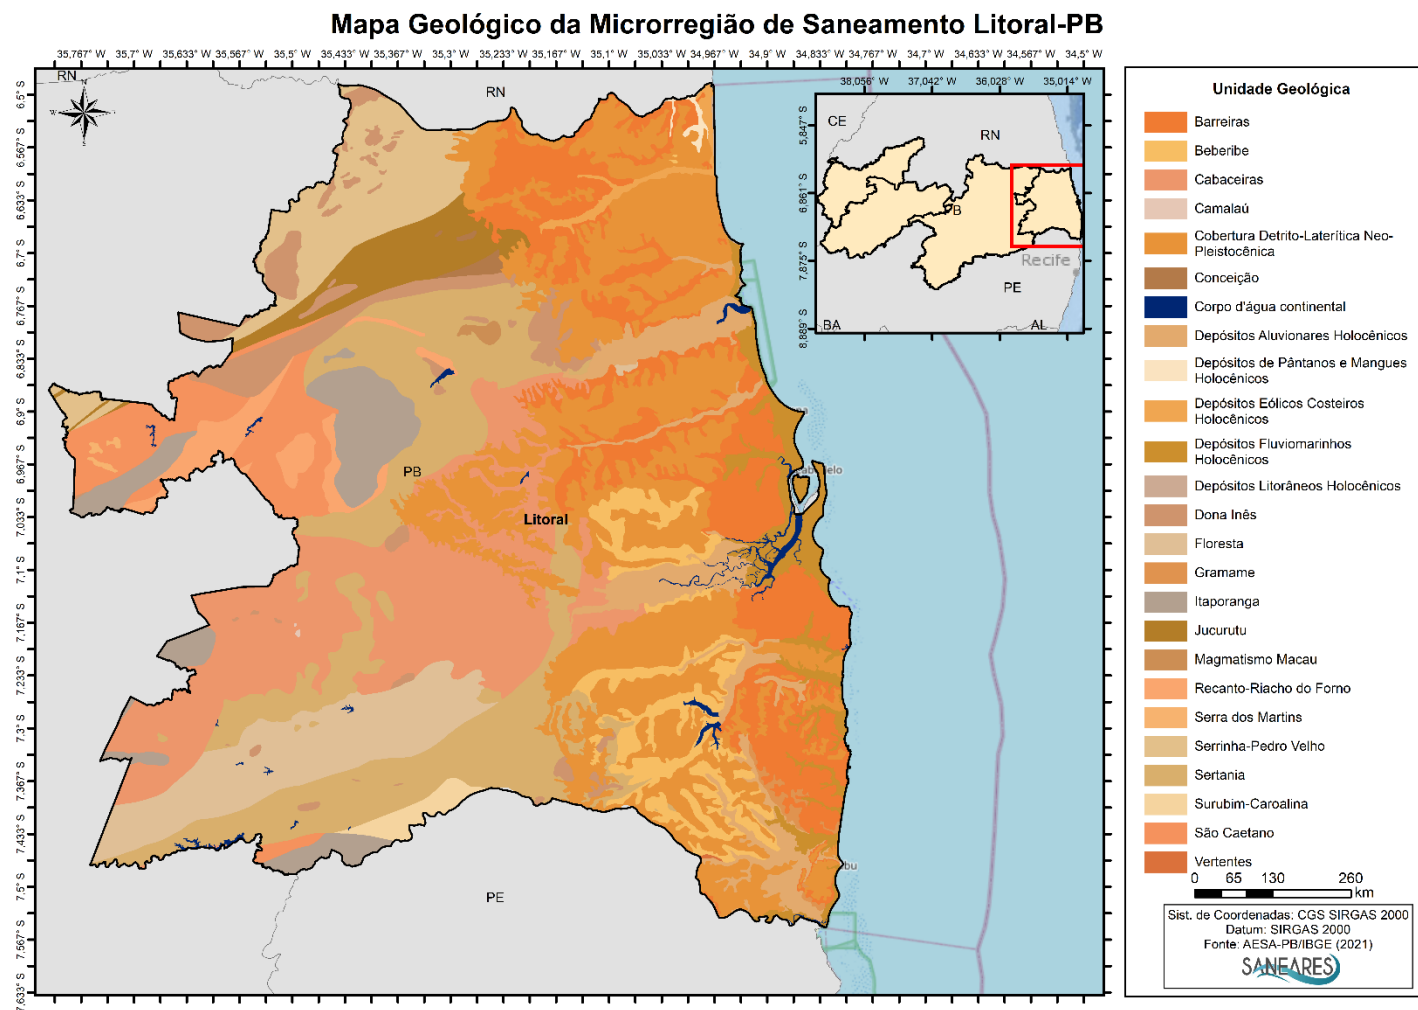 Mapa Geológico da Microrregião de Saneamento Litoral-PB
35,767° W 35,7° W 35,633° W 35,567° W 35,5° W 35,433° W 35,367° W 35,3° W 35,233° W 35,167° W 35,1° W 35,033° W 34,967° W 34,9° W 34,833° W 34,767° W 34,7° W 34,633° W 34,567° W 34,5° W
6,5° S
6,567° S
6,633° S
6,7° S
6,767° S
6,833° S
6,9° S
6,967° S
7,033° S
7,1° S
7,167° S
7,233° S
7,3° S
7,367° S
7,433° S
7,5° S
7,567° S
7,633° S
RN
N
RN
PB
Litoral
PE
38,056° W 37,042° W 36,028° W 35,014° W
5,847° S
6,861° S
7,875° S
8,889° S
CE
RN
B
Recife
PE
BA
AL
Unidade Geológica
Barreiras
Beberibe
Cabaceiras
Camalaú
Cobertura Detrito-Laterítica Neo-
Pleistocênica
Conceição
Corpo d'água continental
Depósitos Aluvionares Holocênicos
Depósitos de Pântanos e Mangues
Holocênicos
Depósitos Eólicos Costeiros
Holocênicos
Depósitos Fluviomarinhos
Holocênicos
Depósitos Litorâneos Holocênicos
Dona Inês
Floresta
Gramame
Itaporanga
Jucurutu
Magmatismo Macau
Recanto-Riacho do Forno
Serra dos Martins
Serrinha-Pedro Velho
Sertania
Surubim-Caroalina
São Caetano
Vertentes
0 65 130 260
km
Sist. de Coordenadas: CGS SIRGAS 2000
Datum: SIRGAS 2000
Fonte: AESA-PB/IBGE (2021)
SANEARES